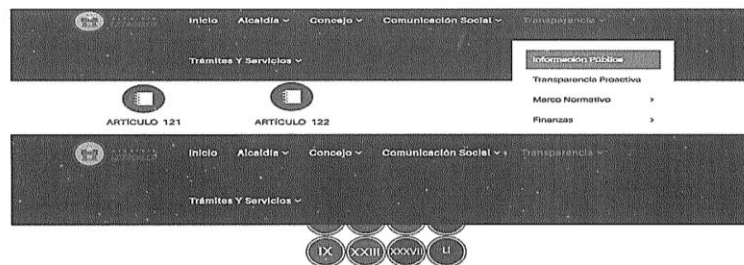 Inicio Alcaldía Concejo Comunicación Social Transparencia
Trámites Y Servicios
Información Pública
Transparencia Proactiva
Marco Normativo >
Finanzas >
ARTÍCULO 121 ARTÍCULO 122
Inicio Alcaldía Concejo Comunicación Social Transparencia
Trámites Y Servicios
IX XXIII XXXVII LI